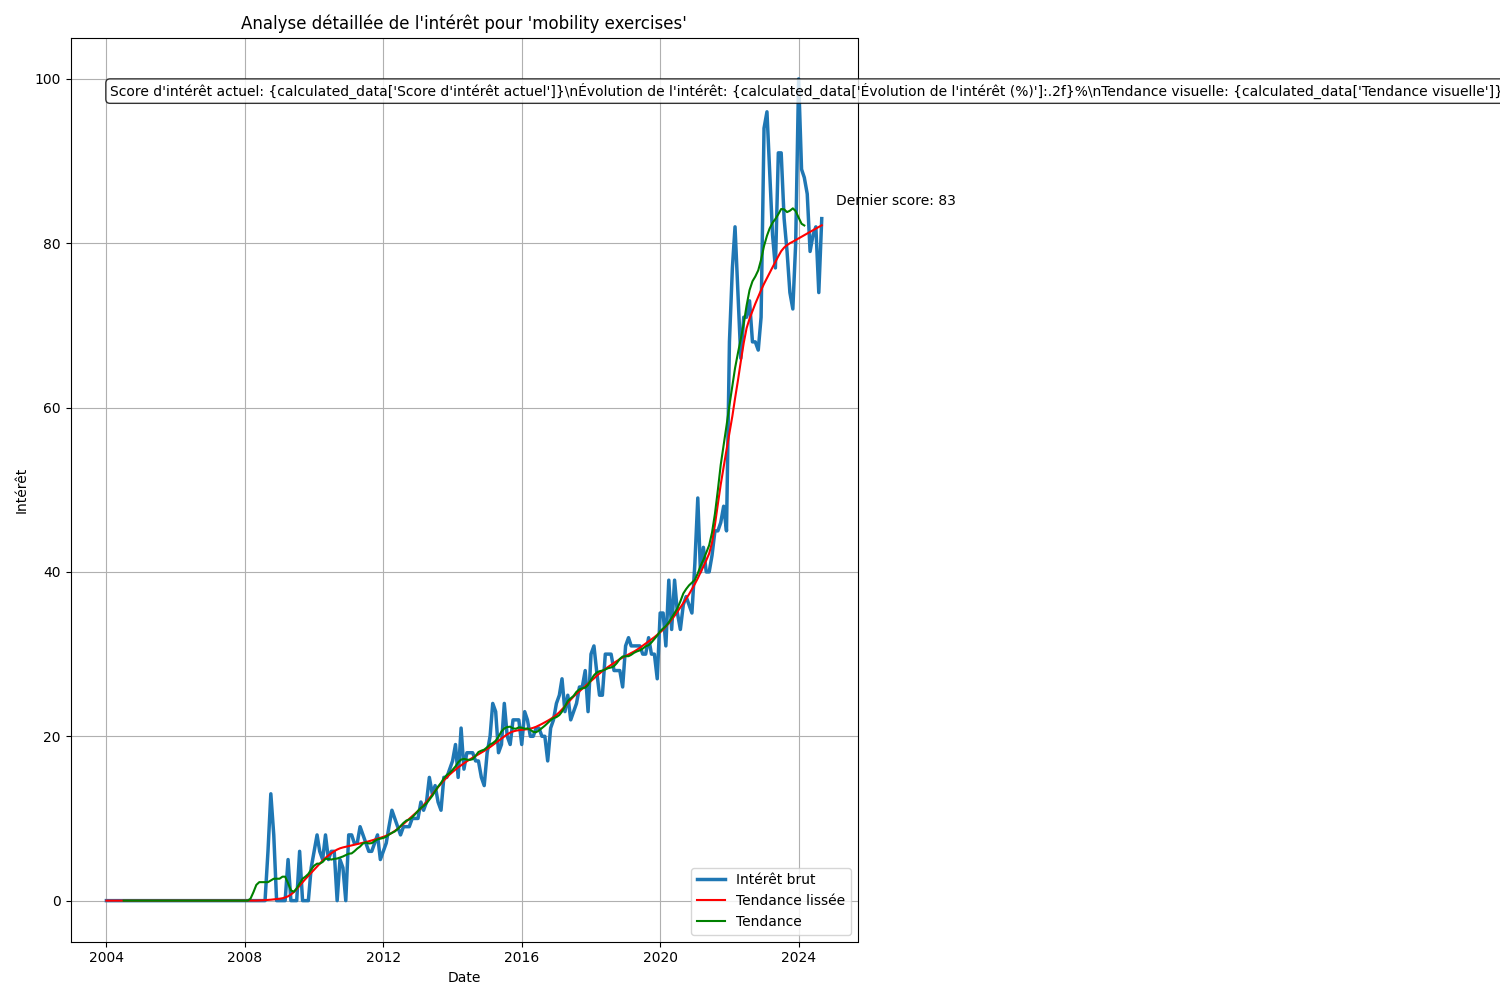 Analyse détaillée de l'intérêt pour 'mobility exercises'
100
Score d'intérêt actuel: {calculated_data['Score d'intérêt actuel']}\nÉvolution de l'intérêt: {calculated_data['Évolution de l'intérêt (%)']:.2f}%\nTendance visuelle: {calculated_data['Tendance visuelle']}
Dernier score: 83
80
60
Intérêt
40
20
0
Intérêt brut
Tendance lissée
Tendance
2004 2008 2012 2016 2020 2024
Date